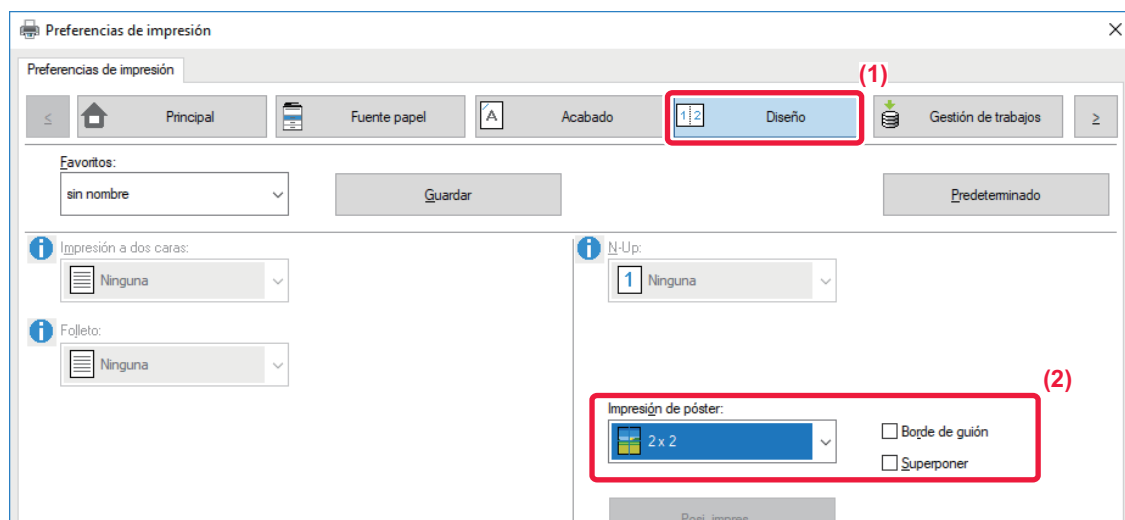 Preferencias de impresión
Preferencias de impresión
(1)
≤ Principal Fuente papel A Acabado 1 2 Diseño Gestión de trabajos ≥
Favoritos:
sin nombre Guardar Predeterminado
Impresión a dos caras:
Ninguna
Folleto:
Ninguna
N-Up:
1 Ninguna
(2)
Impresión de póster:
2 x 2
Borde de guión
Superponer
Posi. impres.